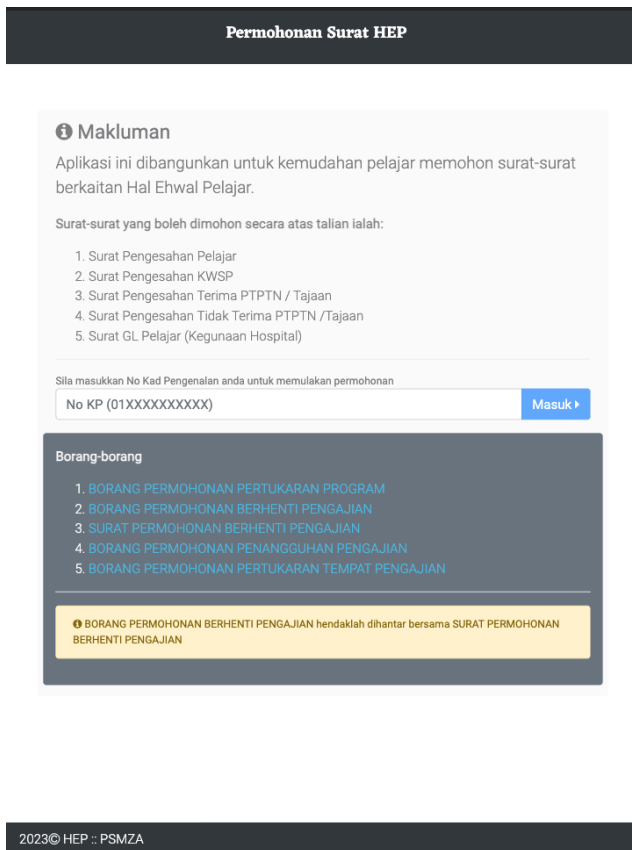 Permohonan Surat HEP
Makluman
Aplikasi ini dibangunkan untuk kemudahan pelajar memohon surat-surat
berkaitan Hal Ehwal Pelajar.
Surat-surat yang boleh dimohon secara atas talian ialah:
1. Surat Pengesahan Pelajar
2. Surat Pengesahan KWSP
3. Surat Pengesahan Terima PTPTN / Tajaan
4. Surat Pengesahan Tidak Terima PTPTN /Tajaan
5. Surat GL Pelajar (Kegunaan Hospital)
Sila masukkan No Kad Pengenalan anda untuk memulakan permohonan
No KP (01XXXXXXXXXX) Masuk
Borang-borang
1. BORANG PERMOHONAN PERTUKARAN PROGRAM
2. BORANG PERMOHONAN BERHENTI PENGAJIAN
3. SURAT PERMOHONAN BERHENTI PENGAJIAN
4. BORANG PERMOHONAN PENANGGUHAN PENGAJIAN
5. BORANG PERMOHONAN PERTUKARAN TEMPAT PENGAJIAN
BORANG PERMOHONAN BERHENTI PENGAJIAN hendaklah dihantar bersama SURAT PERMOHONAN
BERHENTI PENGAJIAN
2023© HEP :: PSMZA